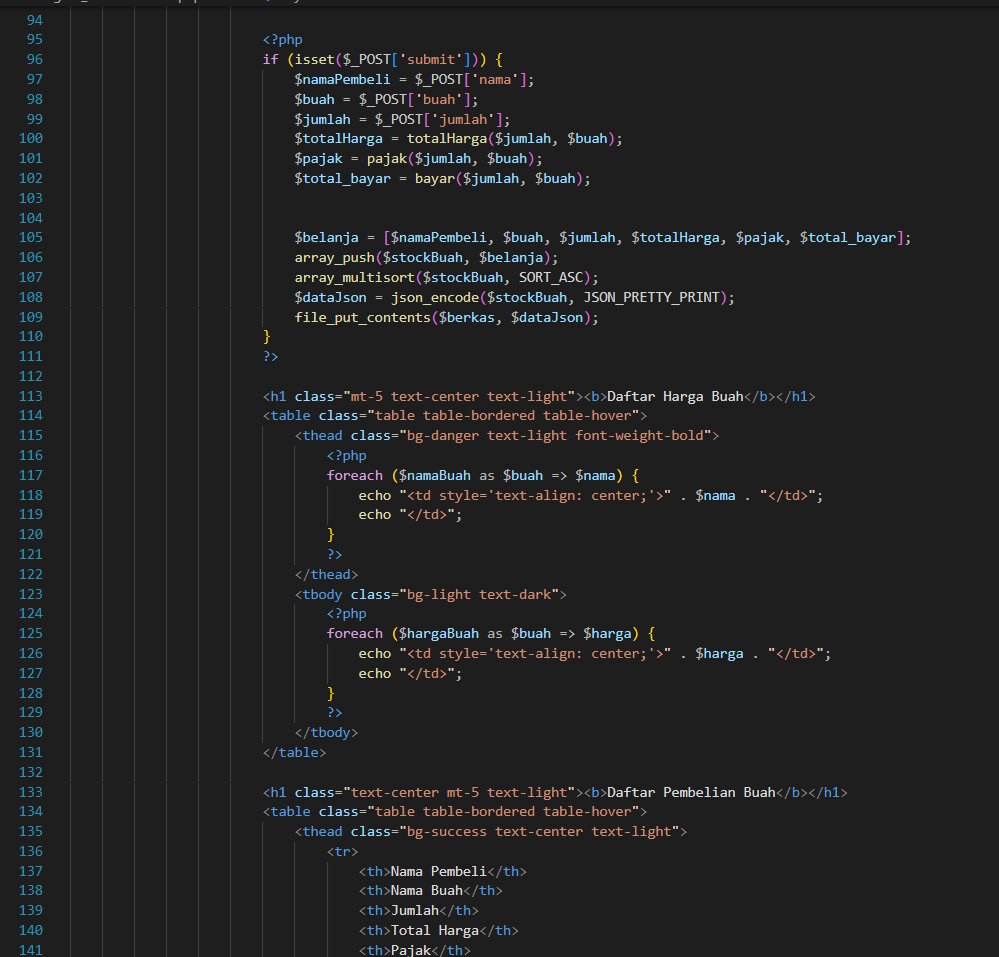 94
95 <?php
96 if (isset($_POST['submit'])) {
97 $namaPembeli = $_POST['nama'];
98 $buah = $_POST['buah'];
99 $jumlah = $_POST['jumlah'];
100 $totalHarga = totalHarga($jumlah, $buah);
101 $pajak = pajak($jumlah, $buah);
102 $total_bayar = bayar($jumlah, $buah);
103
104
105 $belanja = [$namaPembeli, $buah, $jumlah, $totalHarga, $pajak, $total_bayar];
106 array_push($stockBuah, $belanja);
107 array_multisort($stockBuah, SORT_ASC);
108 $dataJson = json_encode($stockBuah, JSON_PRETTY_PRINT);
109 file_put_contents($berkas, $dataJson);
110 }
111 ?>
112
113 <h1 class="mt-5 text-center text-light"><b>Daftar Harga Buah</b></h1>
114 <table class="table table-bordered table-hover">
115 <thead class="bg-danger text-light font-weight-bold">
116 <?php
117 foreach ($namaBuah as $buah => $nama) {
118 echo "<td style='text-align: center;'>" . $nama . "</td>";
119 echo "</td>";
120 }
121 ?>
122 </thead>
123 <tbody class="bg-light text-dark">
124 <?php
125 foreach ($hargaBuah as $buah => $harga) {
126 echo "<td style='text-align: center;'>" . $harga . "</td>";
127 echo "</td>";
128 }
129 ?>
130 </tbody>
131 </table>
132
133 <h1 class="text-center mt-5 text-light"><b>Daftar Pembelian Buah</b></h1>
134 <table class="table table-bordered table-hover">
135 <thead class="bg-success text-center text-light">
136 <tr>
137 <th>Nama Pembeli</th>
138 <th>Nama Buah</th>
139 <th>Jumlah</th>
140 <th>Total Harga</th>
141 <th>Pajak</th>